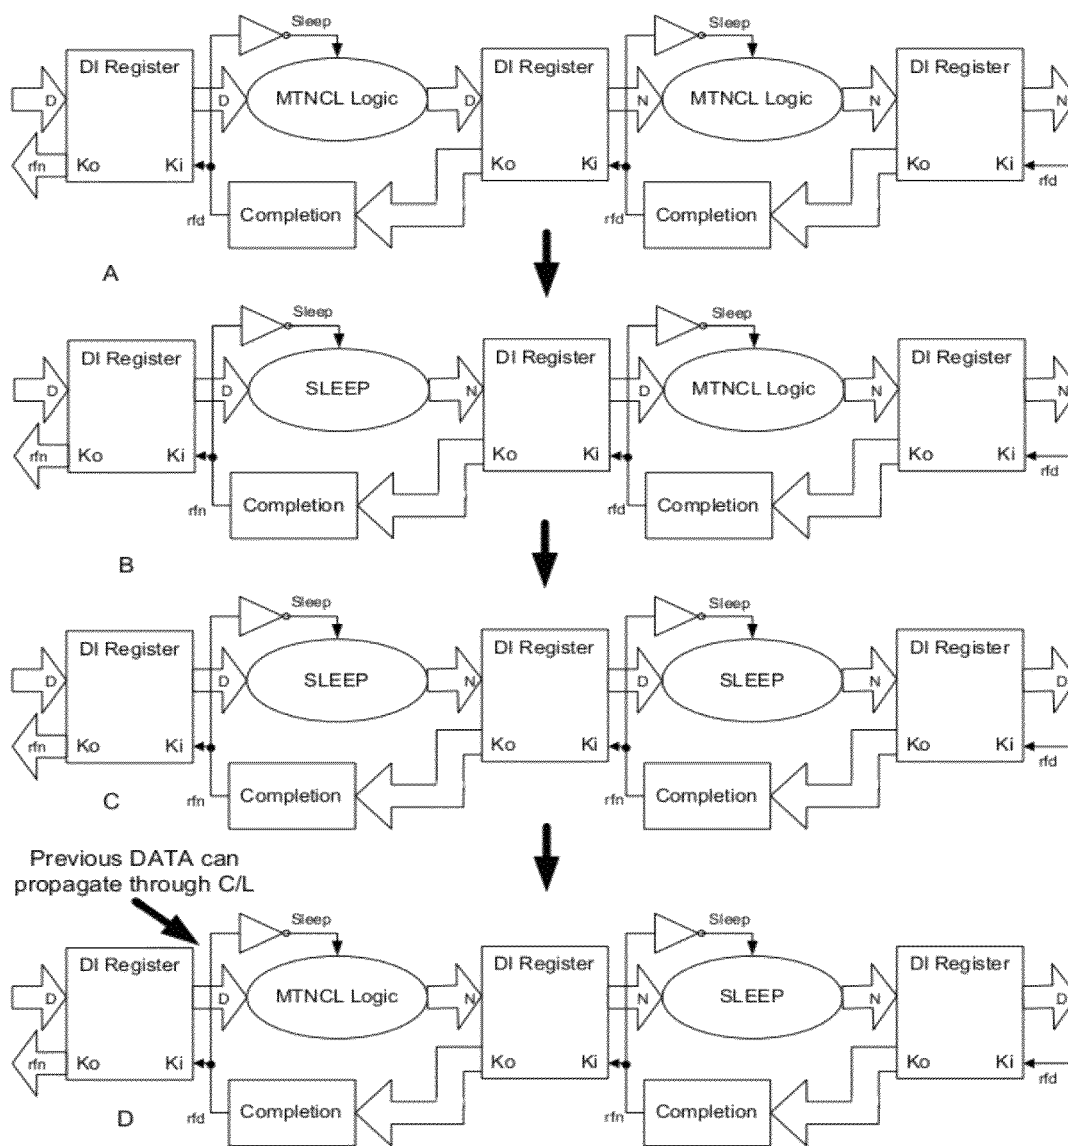 Sleep Sleep
DI Register DI Register DI Register
D D MTNCL Logic D N MTNCL Logic N N
rfn Ko Ki Ko Ki Ko Ki
rfd Completion rfd Completion rfd
A
Sleep Sleep
DI Register DI Register DI Register
D D SLEEP N D MTNCL Logic N N
rfn Ko Ki Ko Ki Ko Ki
rfn Completion rfd Completion rfd
B
Sleep Sleep
DI Register DI Register DI Register
D D SLEEP N D SLEEP N D
rfn Ko Ki Ko Ki Ko Ki
rfn Completion rfn Completion rfd
C
Previous DATA can
propagate through C/L
Sleep Sleep
DI Register DI Register DI Register
D D MTNCL Logic N N SLEEP N D
rfn Ko Ki Ko Ki Ko Ki
rfd Completion rfn Completion rfd
D